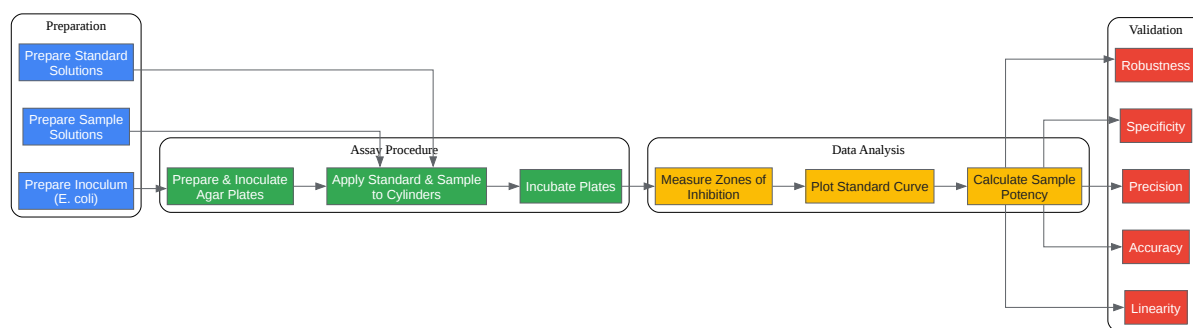 Preparation
Prepare Standard
Solutions
Prepare Sample
Solutions
Prepare Inoculum
(E. coli)
Assay Procedure
Prepare & Inoculate
Agar Plates
Apply Standard & Sample
to Cylinders
Incubate Plates
Data Analysis
Measure Zones of
Inhibition
Plot Standard Curve
Calculate Sample
Potency
Validation
Robustness
Specificity
Precision
Accuracy
Linearity